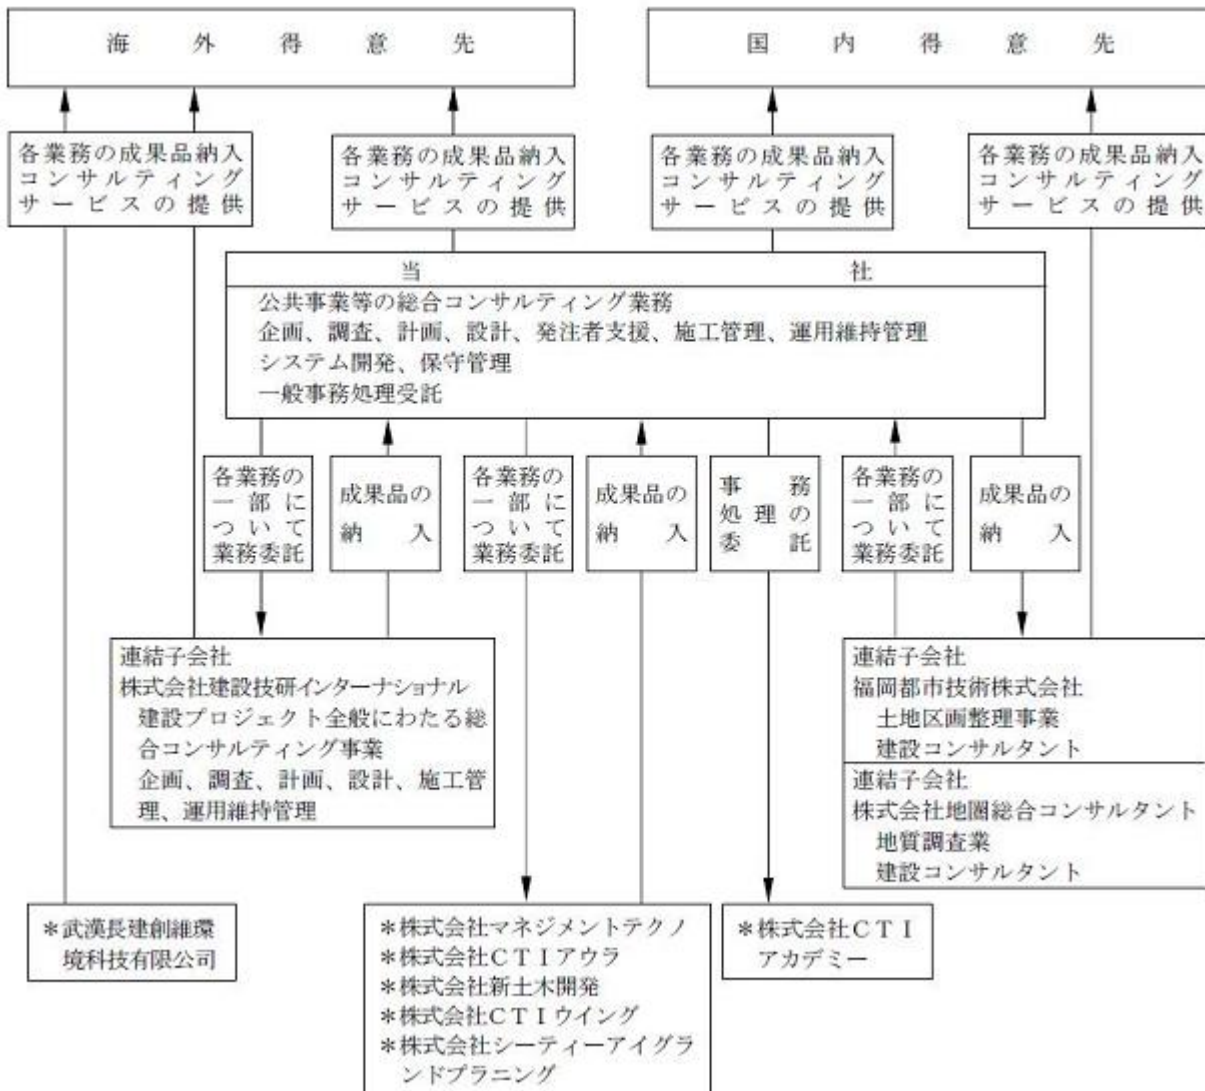 海外得意先
国内得意先
各業務の成果品納入
コンサルティング
サービスの提供
各業務の成果品納入
コンサルティング
サービスの提供
各業務の成果品納入
コンサルティング
サービスの提供
各業務の成果品納入
コンサルティング
サービスの提供
当社
公共事業等の総合コンサルティング業務
企画、調査、計画、設計、発注者支援、施工管理、運用維持管理
システム開発、保守管理
一般事務処理受託
各業務の
一部に
ついて
業務委託
成果品の
納入
各業務の
一部に
ついて
業務委託
成果品の
納入
事務
処理の
委託
各業務の
一部に
ついて
業務委託
成果品の
納入
連結子会社
株式会社建設技研インターナショナル
建設プロジェクト全般にわたる総
合コンサルティング事業
企画、調査、計画、設計、施工管
理、運用維持管理
連結子会社
福岡都市技術株式会社
土地区画整理事業
建設コンサルタント
連結子会社
株式会社地圏総合コンサルタント
地質調査業
建設コンサルタント
＊武漢長建創維環
境科技有限公司
＊株式会社マネジメントテクノ
＊株式会社ＣＴＩアウラ
＊株式会社新土木開発
＊株式会社ＣＴＩウイング
＊株式会社シーティーアイグラ
ンドプラニング
＊株式会社ＣＴＩ
アカデミー